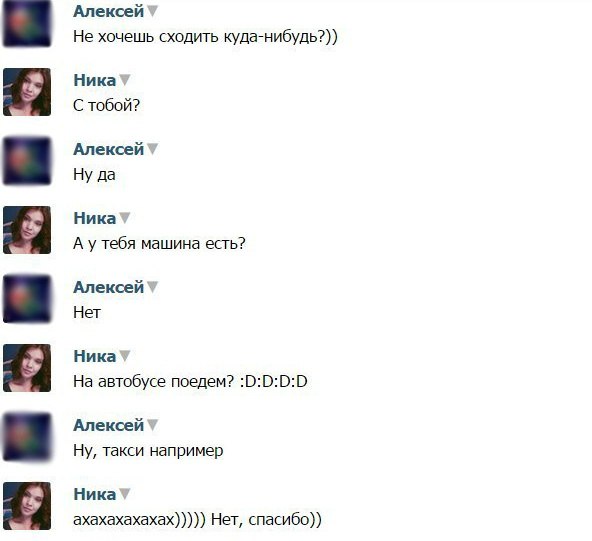 Алексей
Не хочешь сходить куда-нибудь?))
Ника
С тобой?
Алексей
Ну да
Ника
А у тебя машина есть?
Алексей
Нет
Ника
На автобусе поедем? :D:D:D:D
Алексей
Ну, такси например
Ника
ахахахахахах))))) Нет, спасибо))